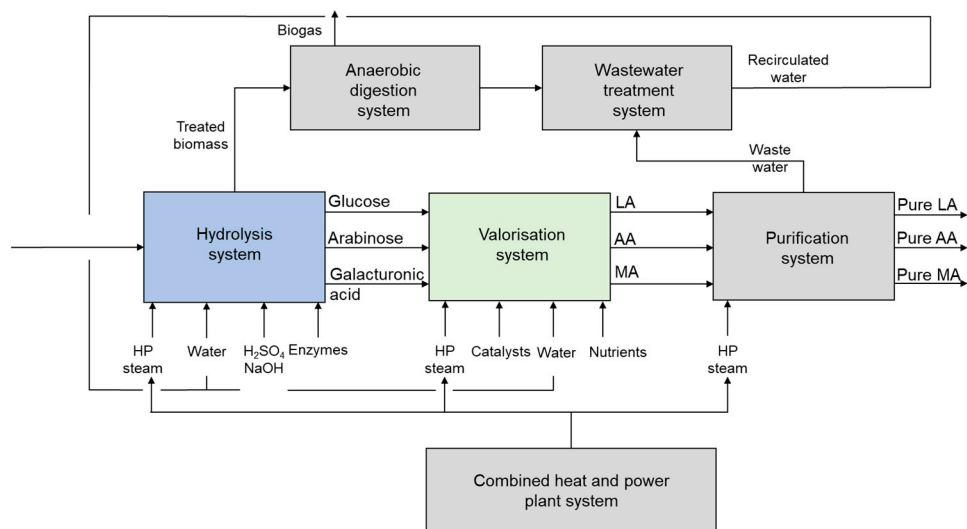 Biogas
Anaerobic
digestion
system
Wastewater
treatment
system
Recirculated
water
Treated
biomass
Waste
water
Hydrolysis
system
Glucose
Arabinose
Galacturonic
acid
Valorisation
system
LA
AA
MA
Purification
system
Pure LA
Pure AA
Pure MA
HP
steam
Water
H₂SO₄
NaOH
Enzymes
HP
steam
Catalysts
Water
Nutrients
HP
steam
Combined heat and power
plant system